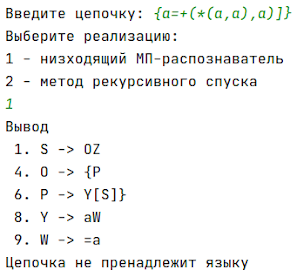 Введите цепочку: {a=+(*(a,a),a)]}
Выберите реализацию:
1 - низходящий МП-распознаватель
2 - метод рекурсивного спуска
1
Вывод
1. S -> OZ
4. O -> {P
6. P -> Y[S]}
8. Y -> aW
9. W -> =a
Цепочка не пренадлежит языку